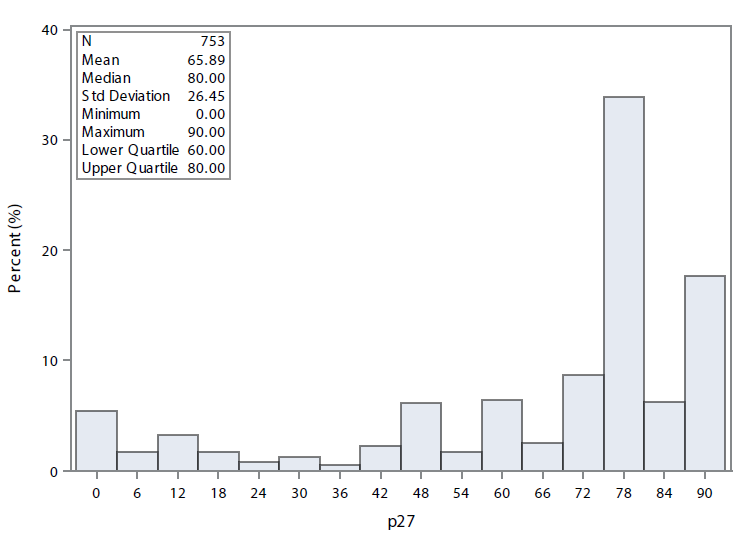 40
N 753
Mean 65.89
Median 80.00
Std Deviation 26.45
Minimum 0.00
Maximum 90.00
Lower Quartile 60.00
Upper Quartile 80.00
30
20
10
0
Percent (%)
0 6 12 18 24 30 36 42 48 54 60 66 72 78 84 90
p27